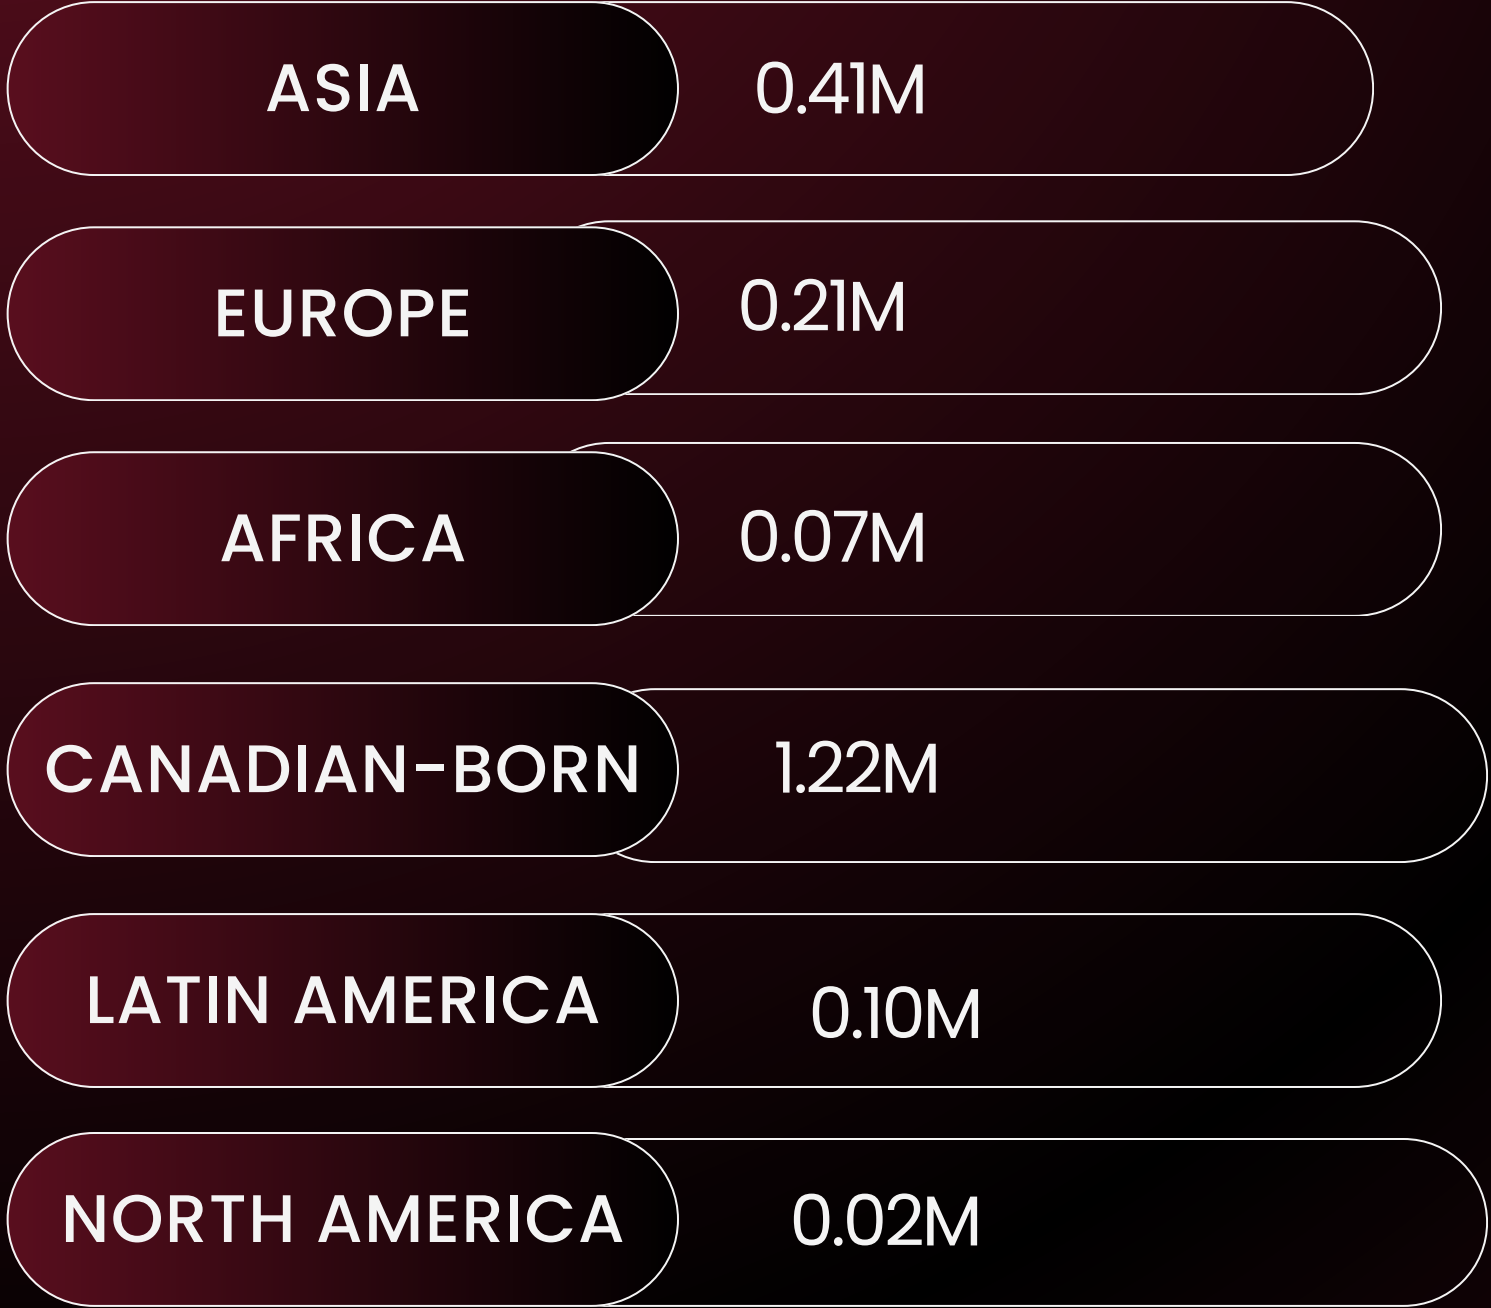 ASIA 0.41M
EUROPE 0.21M
AFRICA 0.07M
CANADIAN-BORN 1.22M
LATIN AMERICA 0.10M
NORTH AMERICA 0.02M